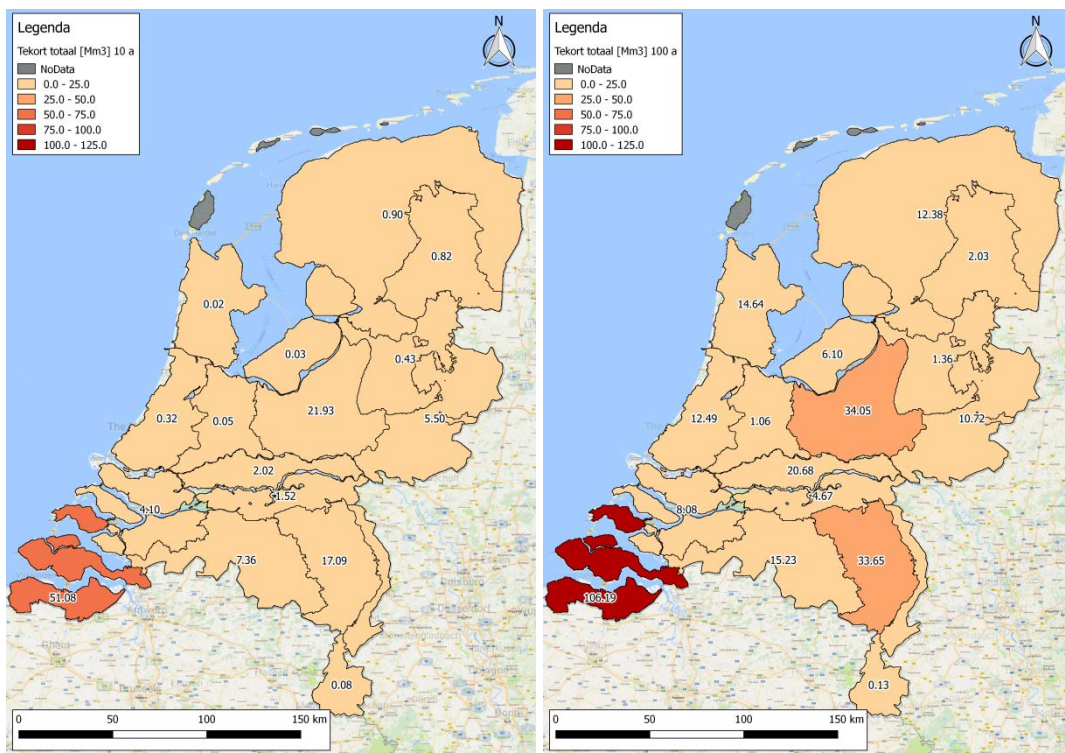 Legenda
Tekort totaal [Mm3] 10 a
NoData
0.0 - 25.0
25.0 - 50.0
50.0 - 75.0
75.0 - 100.0
100.0 - 125.0
N
0.90
0.82
0.02
0.03
0.43
21.93
5.50
0.32
0.05
2.02
1.52
4.10
7.36
17.09
51.08
0.08
0 50 100 150 km
Legenda
Tekort totaal [Mm3] 100 a
NoData
0.0 - 25.0
25.0 - 50.0
50.0 - 75.0
75.0 - 100.0
100.0 - 125.0
N
12.38
2.03
14.64
6.10
1.36
34.05
10.72
12.49
1.06
20.68
4.67
8.08
15.23
33.65
106.19
0.13
0 50 100 150 km